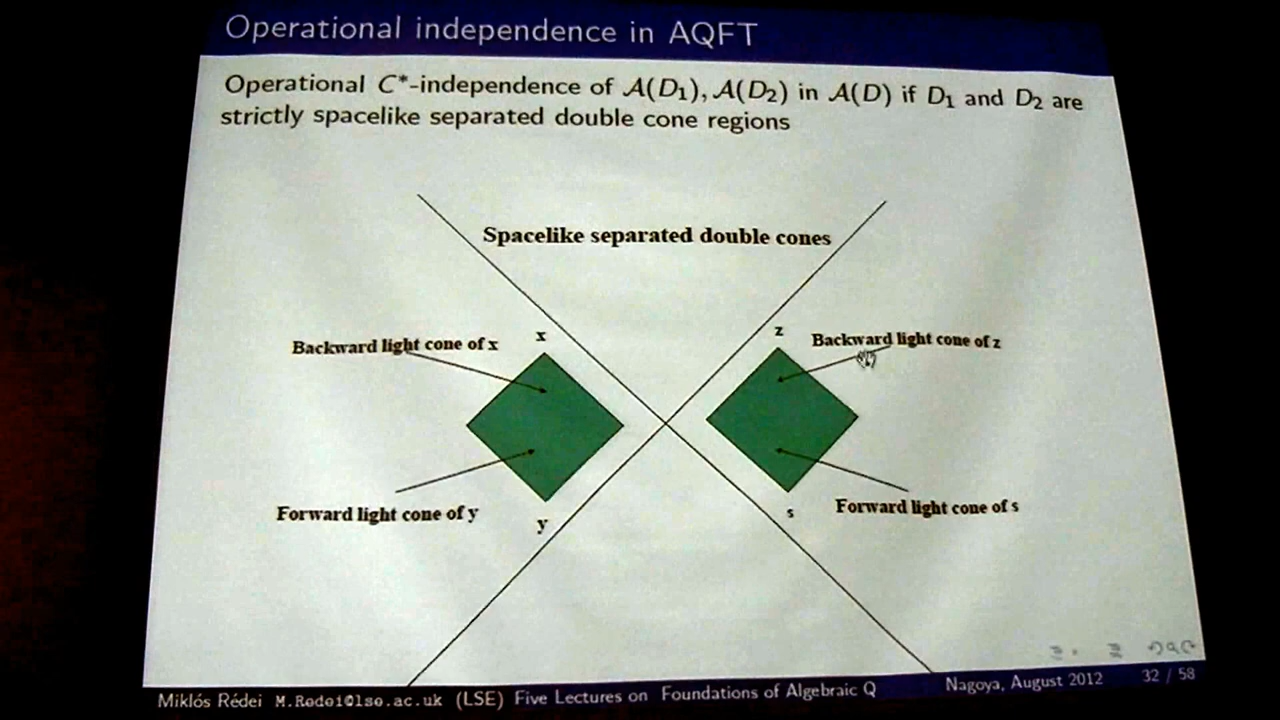 Operational independence in AQFT
Operational C*-independence of A(D₁), A(D₂) in A(D) if D₁ and D₂ are
strictly spacelike separated double cone regions
Spacelike separated double cones
x
z
Backward light cone of x
Backward light cone of z
Forward light cone of y
Forward light cone of s
y
s
Miklós Rédei M.Redei@lse.ac.uk (LSE) Five Lectures on Foundations of Algebraic Q
Nagoya, August 2012
32 / 58